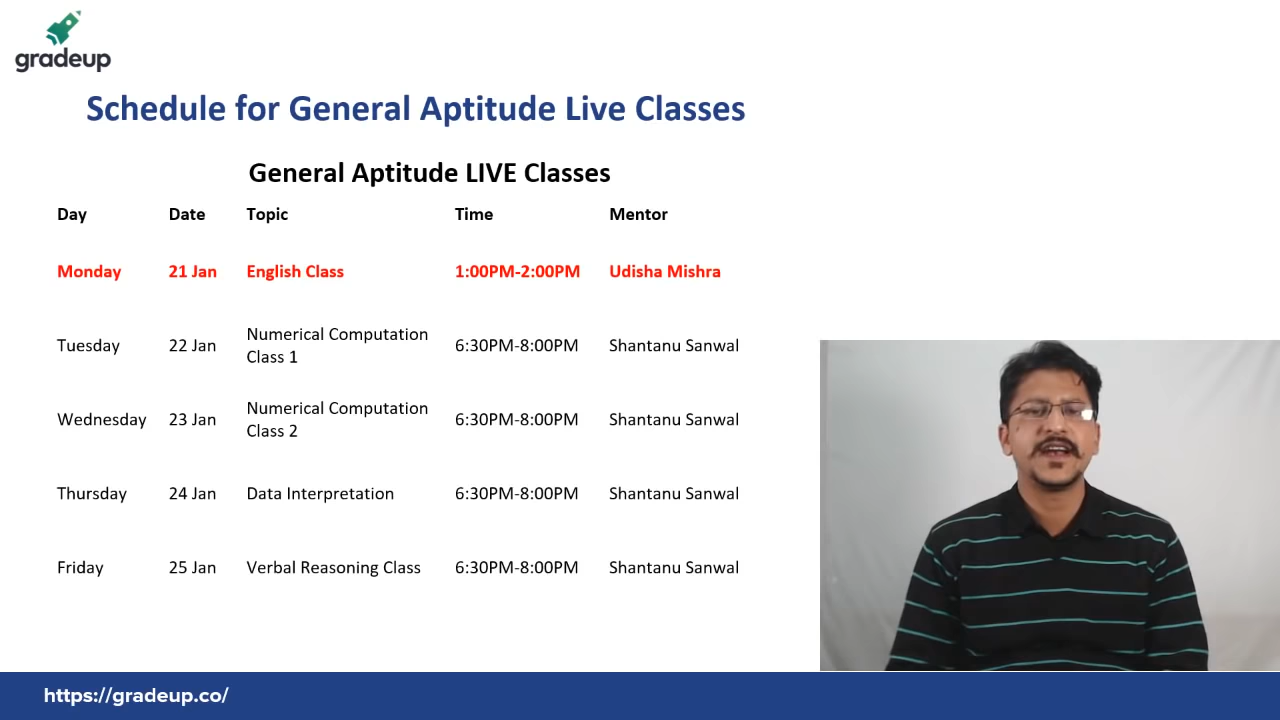 gradeup
Schedule for General Aptitude Live Classes
General Aptitude LIVE Classes
Day Date Topic Time Mentor
Monday 21 Jan English Class 1:00PM-2:00PM Udisha Mishra
Tuesday 22 Jan Numerical Computation Class 1 6:30PM-8:00PM Shantanu Sanwal
Wednesday 23 Jan Numerical Computation Class 2 6:30PM-8:00PM Shantanu Sanwal
Thursday 24 Jan Data Interpretation 6:30PM-8:00PM Shantanu Sanwal
Friday 25 Jan Verbal Reasoning Class 6:30PM-8:00PM Shantanu Sanwal
https://gradeup.co/